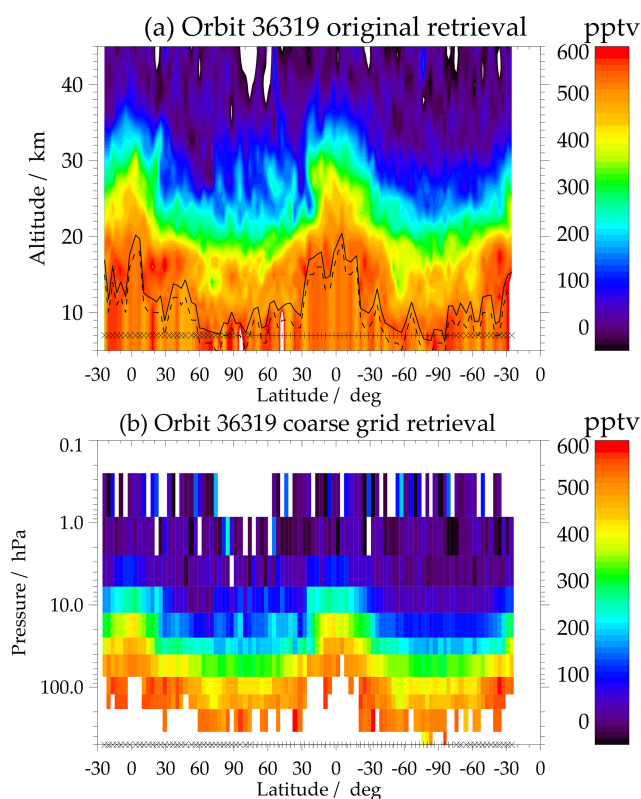 (a) Orbit 36319 original retrieval pptv
40
30
20
10
Altitude / km
-30 0 30 60 90 60 30 0 -30 -60 -90 -60 -30 0
Latitude / deg
600
500
400
300
200
100
0
(b) Orbit 36319 coarse grid retrieval pptv
0.1
1.0
10.0
100.0
Pressure / hPa
-30 0 30 60 90 60 30 0 -30 -60 -90 -60 -30 0
Latitude / deg
600
500
400
300
200
100
0